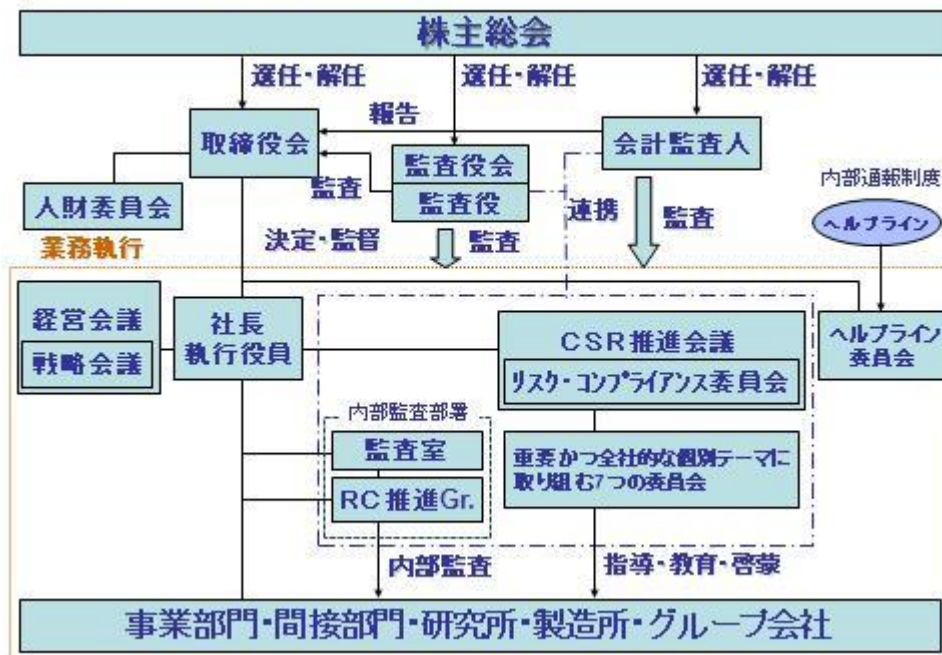 株主総会
選任・解任
選任・解任
選任・解任
報告
取締役会
会計監査人
監査役会
監査役
監査
連携
監査
内部通報制度
ヘルプライン
人財委員会
業務執行
決定・監督
監査
経営会議
戦略会議
社長
執行役員
CSR推進会議
リスク・コンプライアンス委員会
ヘルプライン
委員会
内部監査部署
監査室
RC推進Gr.
重要かつ全社的な個別テーマに
取り組む7つの委員会
内部監査
指導・教育・啓蒙
事業部門・間接部門・研究所・製造所・グループ会社